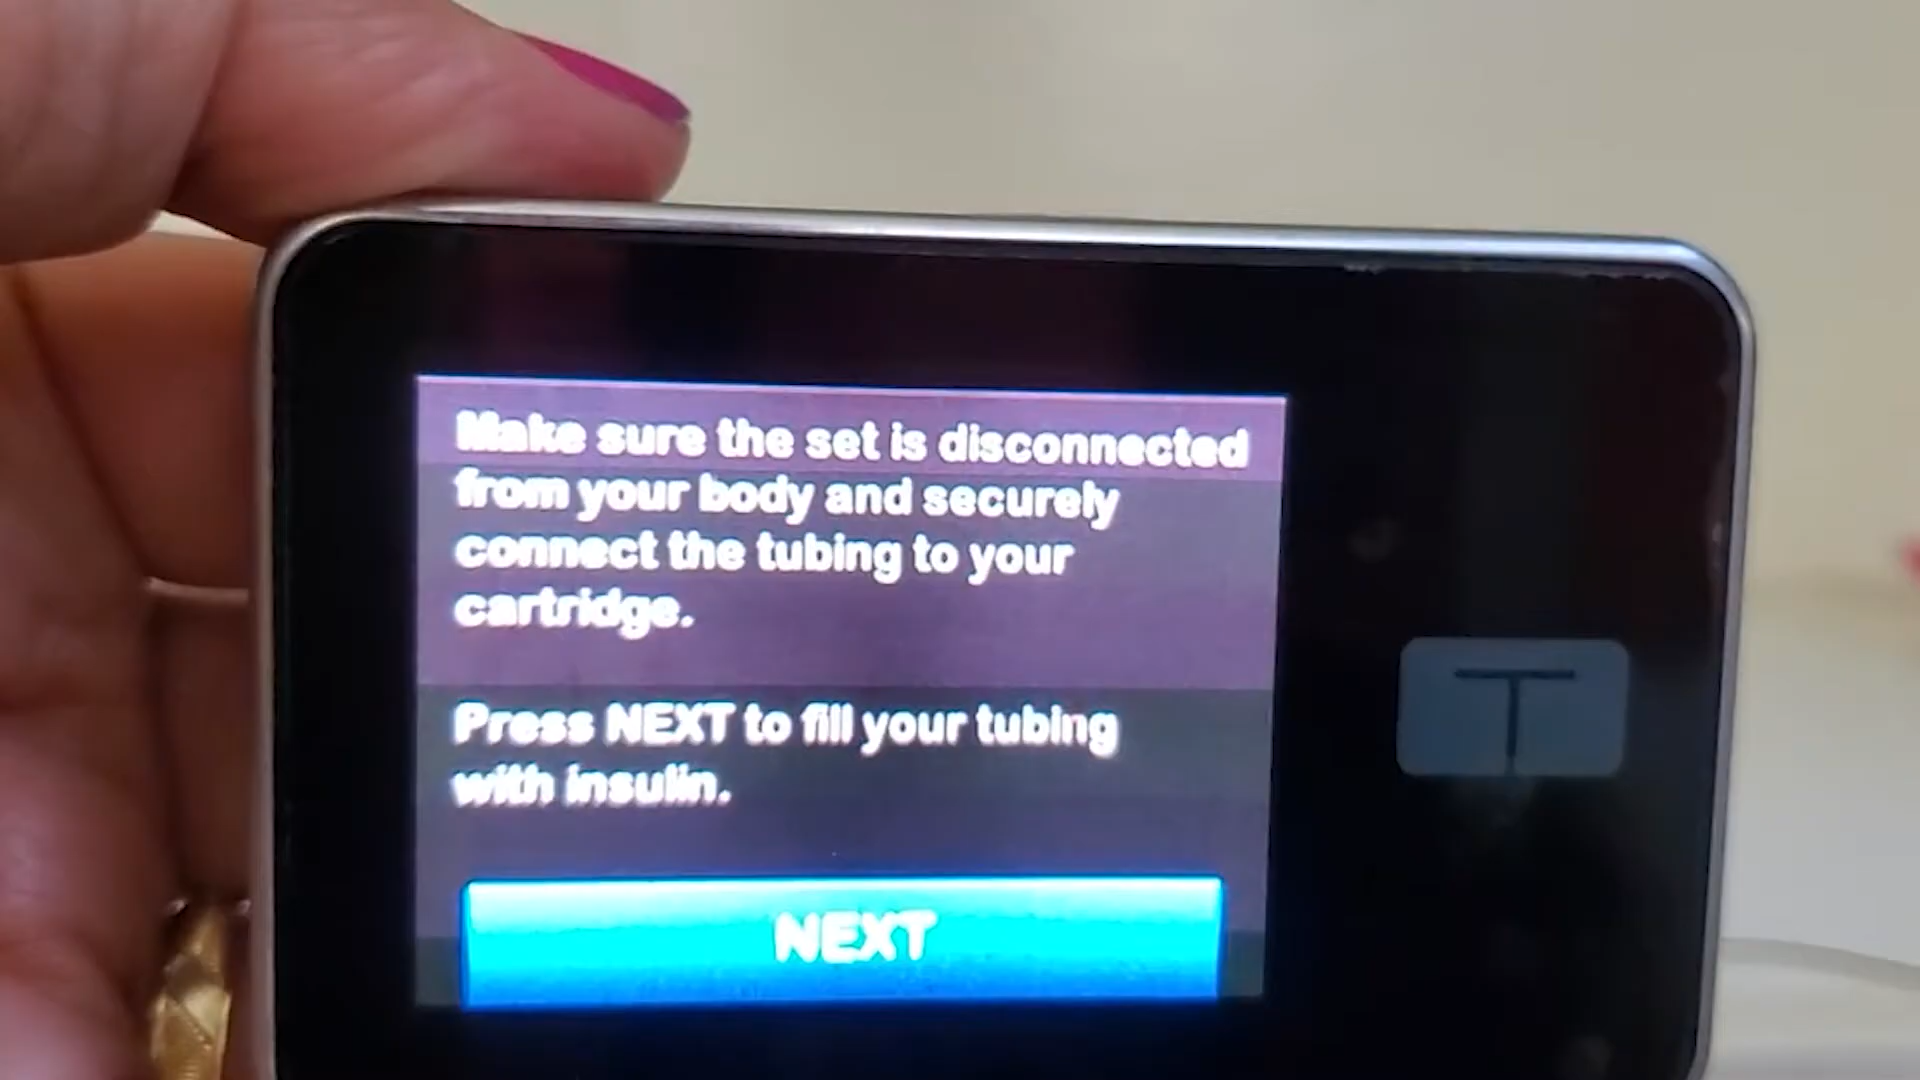 Make sure the set is disconnected
from your body and securely
connect the tubing to your
cartridge.
Press NEXT to fill your tubing
with insulin.
NEXT
T